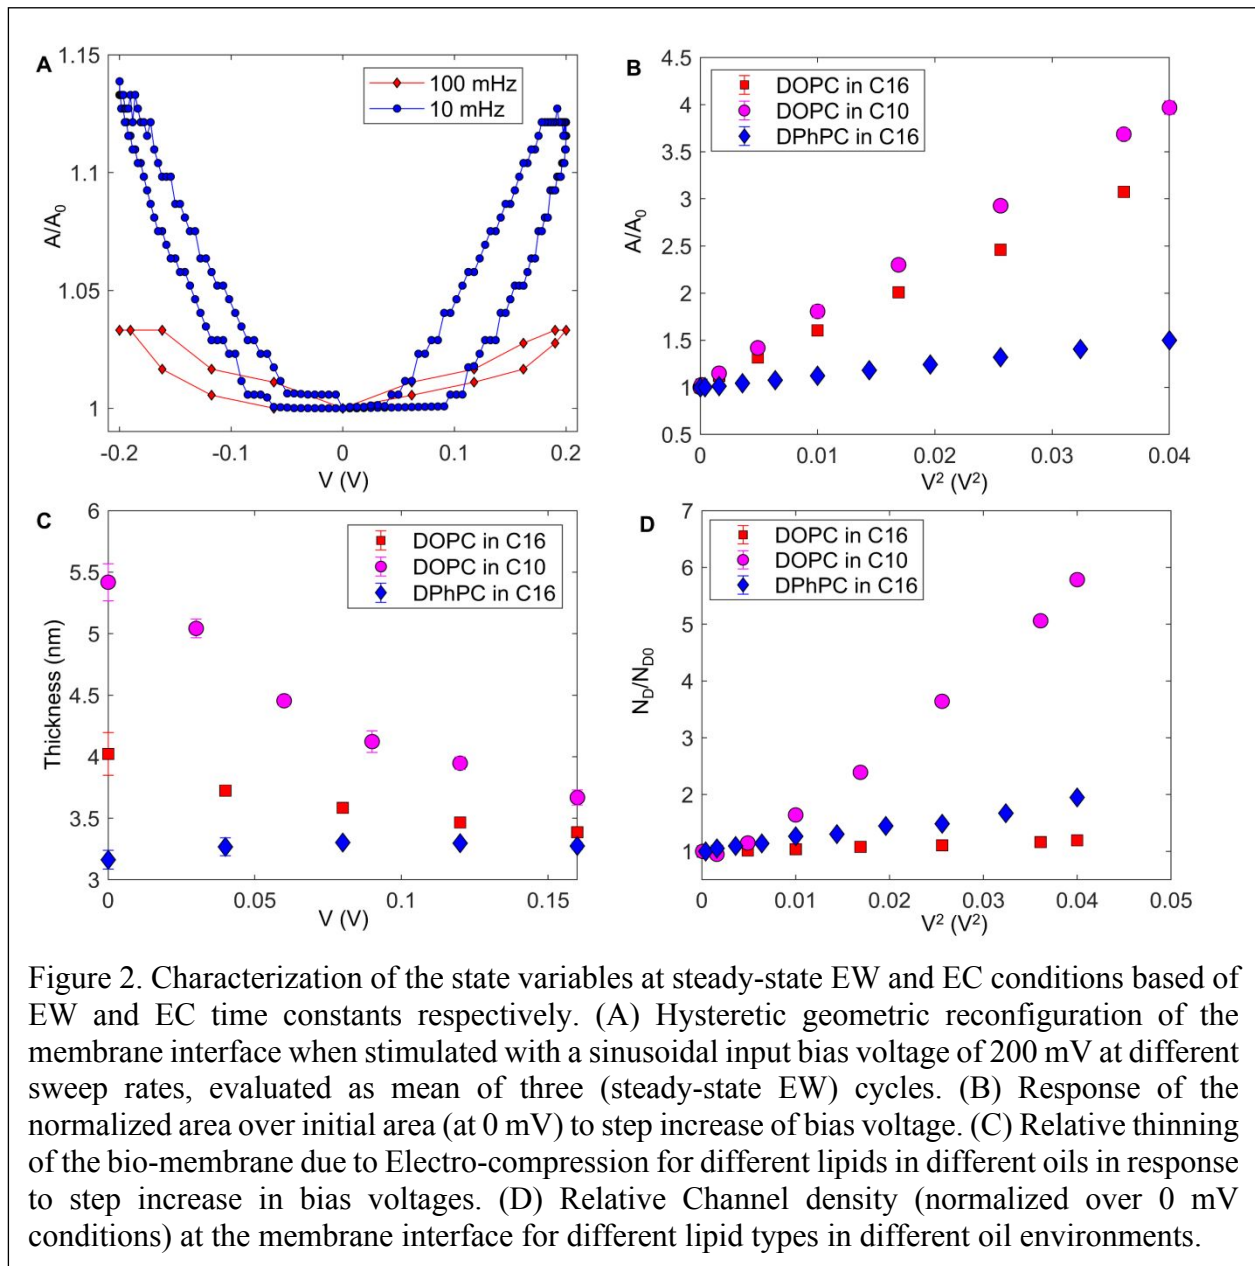 A
1.15
1.1
1.05
1
A/A0
-0.2 -0.1 0 0.1 0.2
V (V)
100 mHz
10 mHz
B
4.5
4
3.5
3
2.5
2
1.5
1
0.5
A/A0
0 0.01 0.02 0.03 0.04
V² (V²)
DOPC in C16
DOPC in C10
DPhPC in C16
C
6
5.5
5
4.5
4
3.5
3
Thickness (nm)
0 0.05 0.1 0.15
V (V)
DOPC in C16
DOPC in C10
DPhPC in C16
D
7
6
5
4
3
2
1
ND/ND0
0 0.01 0.02 0.03 0.04 0.05
V² (V²)
DOPC in C16
DOPC in C10
DPhPC in C16
Figure 2. Characterization of the state variables at steady-state EW and EC conditions based of
EW and EC time constants respectively. (A) Hysteretic geometric reconfiguration of the
membrane interface when stimulated with a sinusoidal input bias voltage of 200 mV at different
sweep rates, evaluated as mean of three (steady-state EW) cycles. (B) Response of the
normalized area over initial area (at 0 mV) to step increase of bias voltage. (C) Relative thinning
of the bio-membrane due to Electro-compression for different lipids in different oils in response
to step increase in bias voltages. (D) Relative Channel density (normalized over 0 mV
conditions) at the membrane interface for different lipid types in different oil environments.